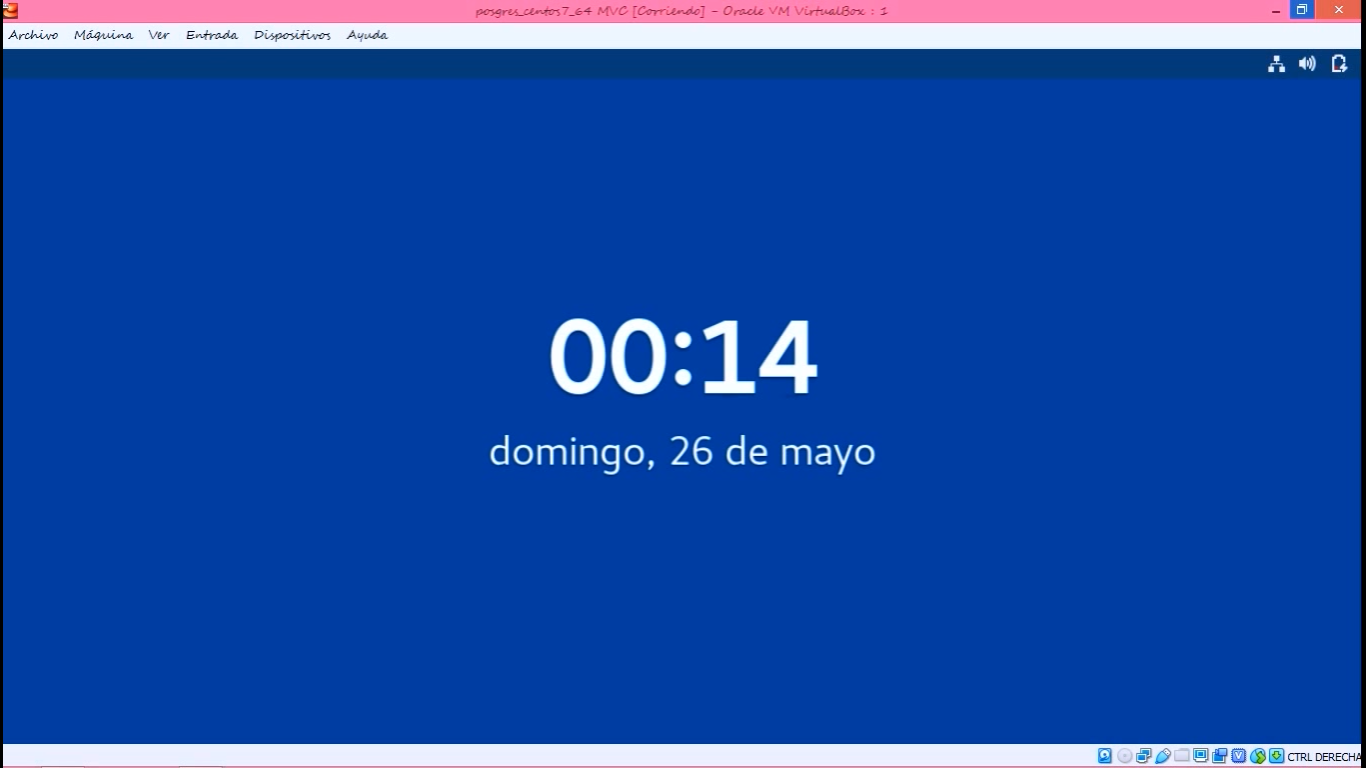 posgres_centos7_64 MVC [Corriendo] - Oracle VM VirtualBox : 1
Archivo Máquina Ver Entrada Dispositivos Ayuda
00:14
domingo, 26 de mayo
CTRL DERECHA